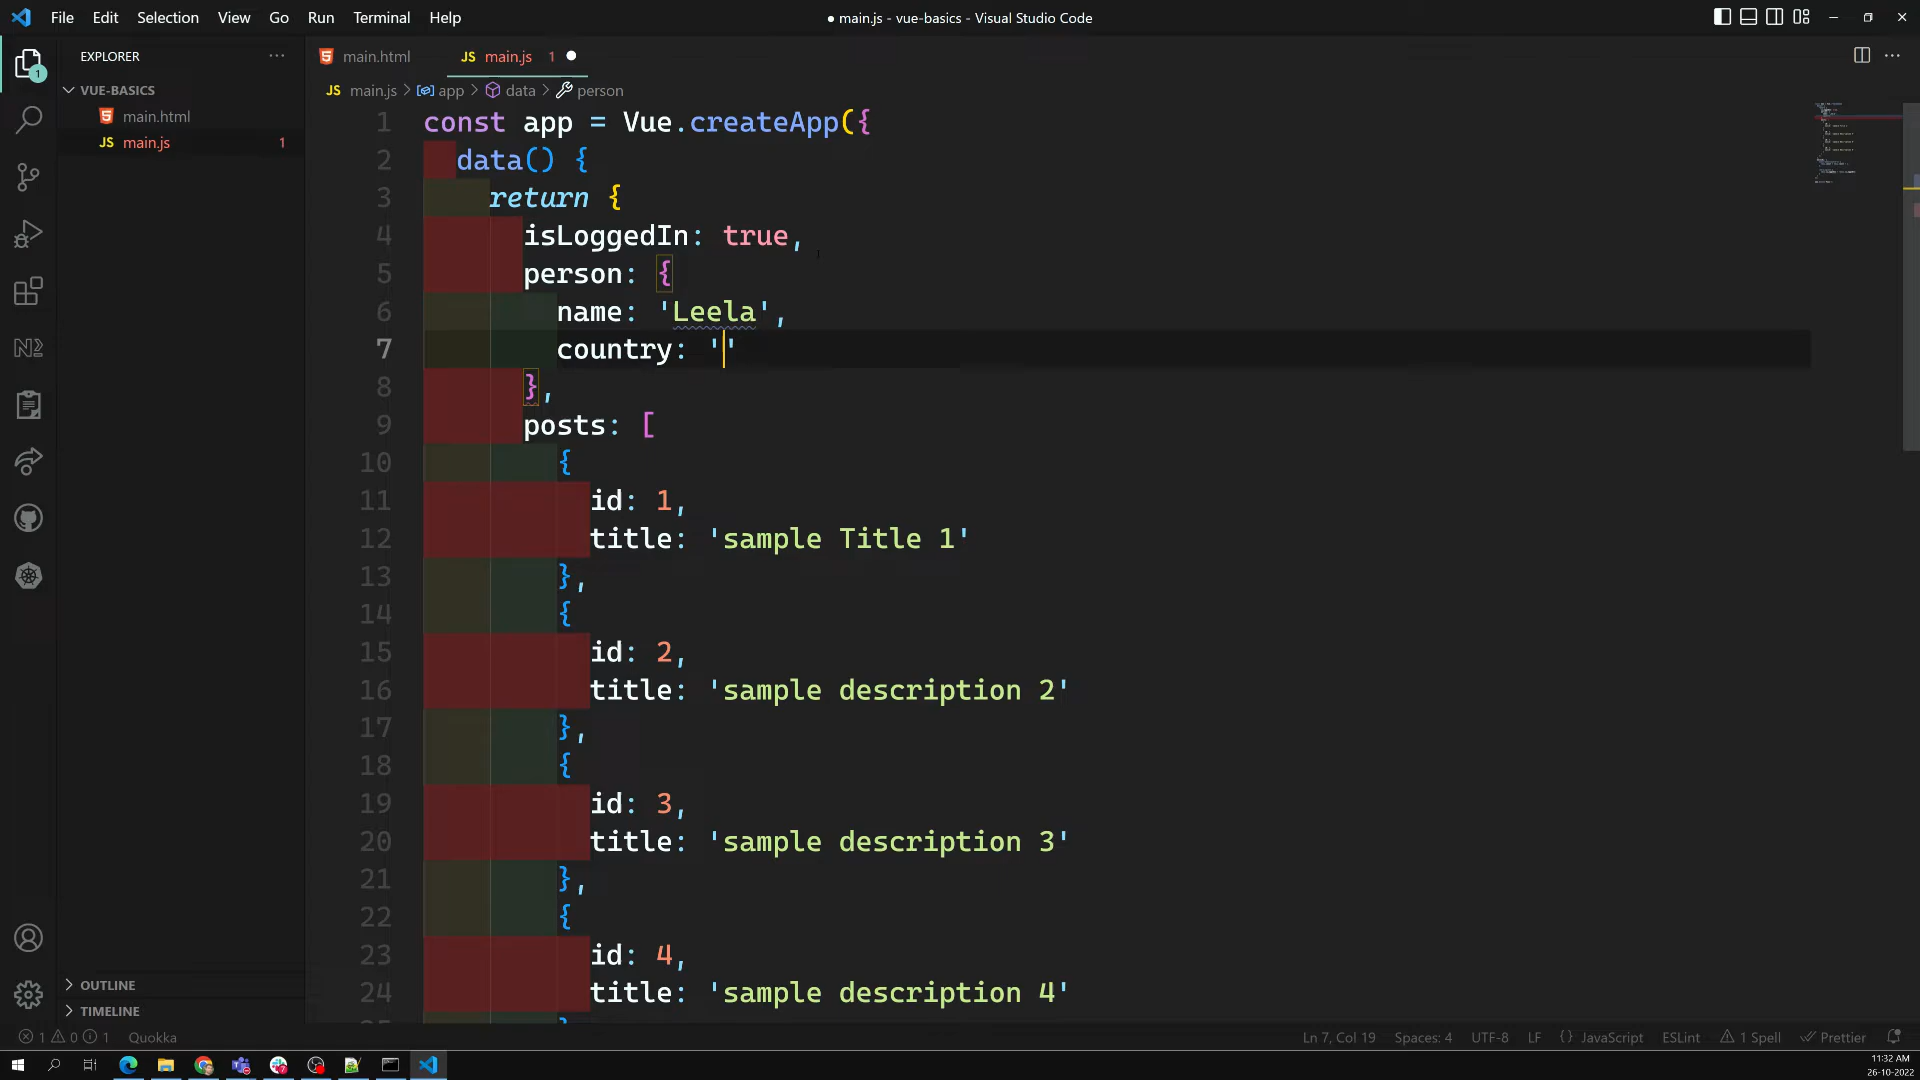 File Edit Selection View Go Run Terminal Help
● main.js - vue-basics - Visual Studio Code
EXPLORER
main.html
JS main.js 1
VUE-BASICS
JS main.js > app > data > person
main.html
JS main.js 1
1 const app = Vue.createApp({
2 data() {
3 return {
4 isLoggedIn: true,
5 person: {
6 name: 'Leela',
7 country: ''
8 },
9 posts: [
10 {
11 id: 1,
12 title: 'sample Title 1'
13 },
14 {
15 id: 2,
16 title: 'sample description 2'
17 },
18 {
19 id: 3,
20 title: 'sample description 3'
21 },
22 {
23 id: 4,
24 title: 'sample description 4'
OUTLINE
TIMELINE
1 0 1 Quokka
Ln 7, Col 19 Spaces: 4 UTF-8 LF {} JavaScript ESLint 1 Spell Prettier
11:32 AM
26-10-2022